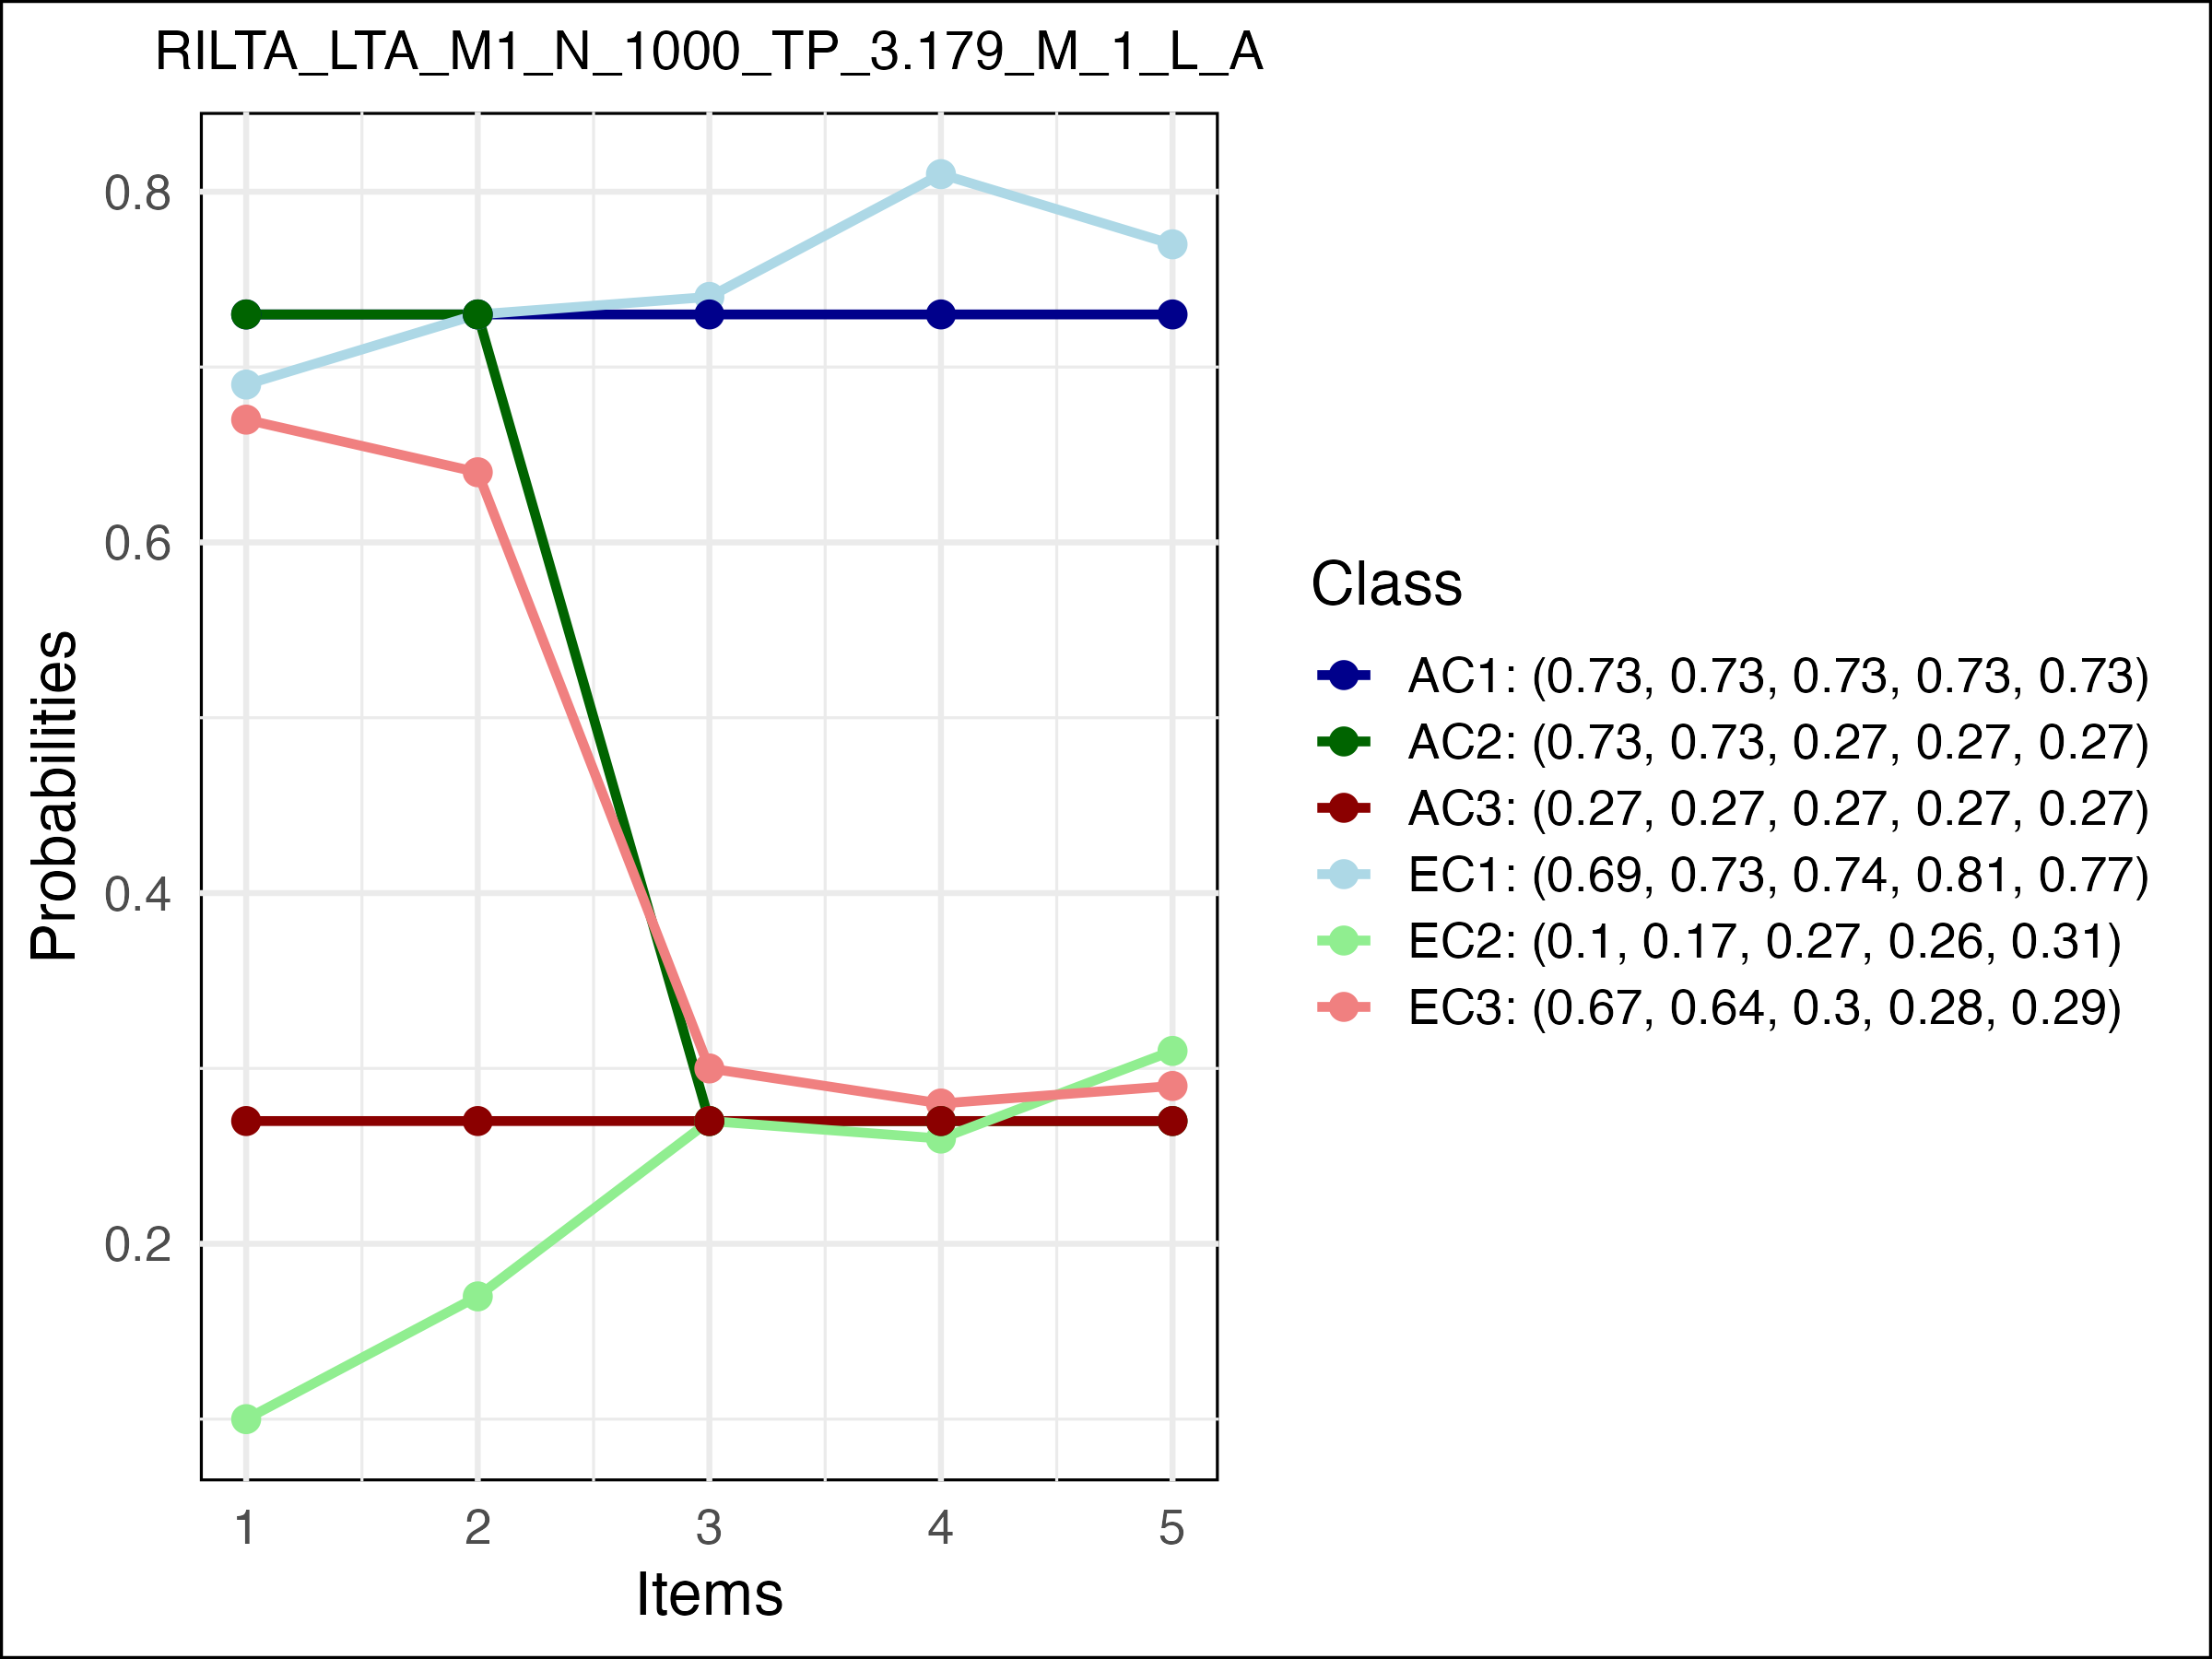 RILTA_LTA_M1_N_1000_TP_3.179_M_1_L_A
0.8
0.6
0.4
0.2
Probabilities
1 2 3 4 5
Items
Class
AC1: (0.73, 0.73, 0.73, 0.73, 0.73)
AC2: (0.73, 0.73, 0.27, 0.27, 0.27)
AC3: (0.27, 0.27, 0.27, 0.27, 0.27)
EC1: (0.69, 0.73, 0.74, 0.81, 0.77)
EC2: (0.1, 0.17, 0.27, 0.26, 0.31)
EC3: (0.67, 0.64, 0.3, 0.28, 0.29)